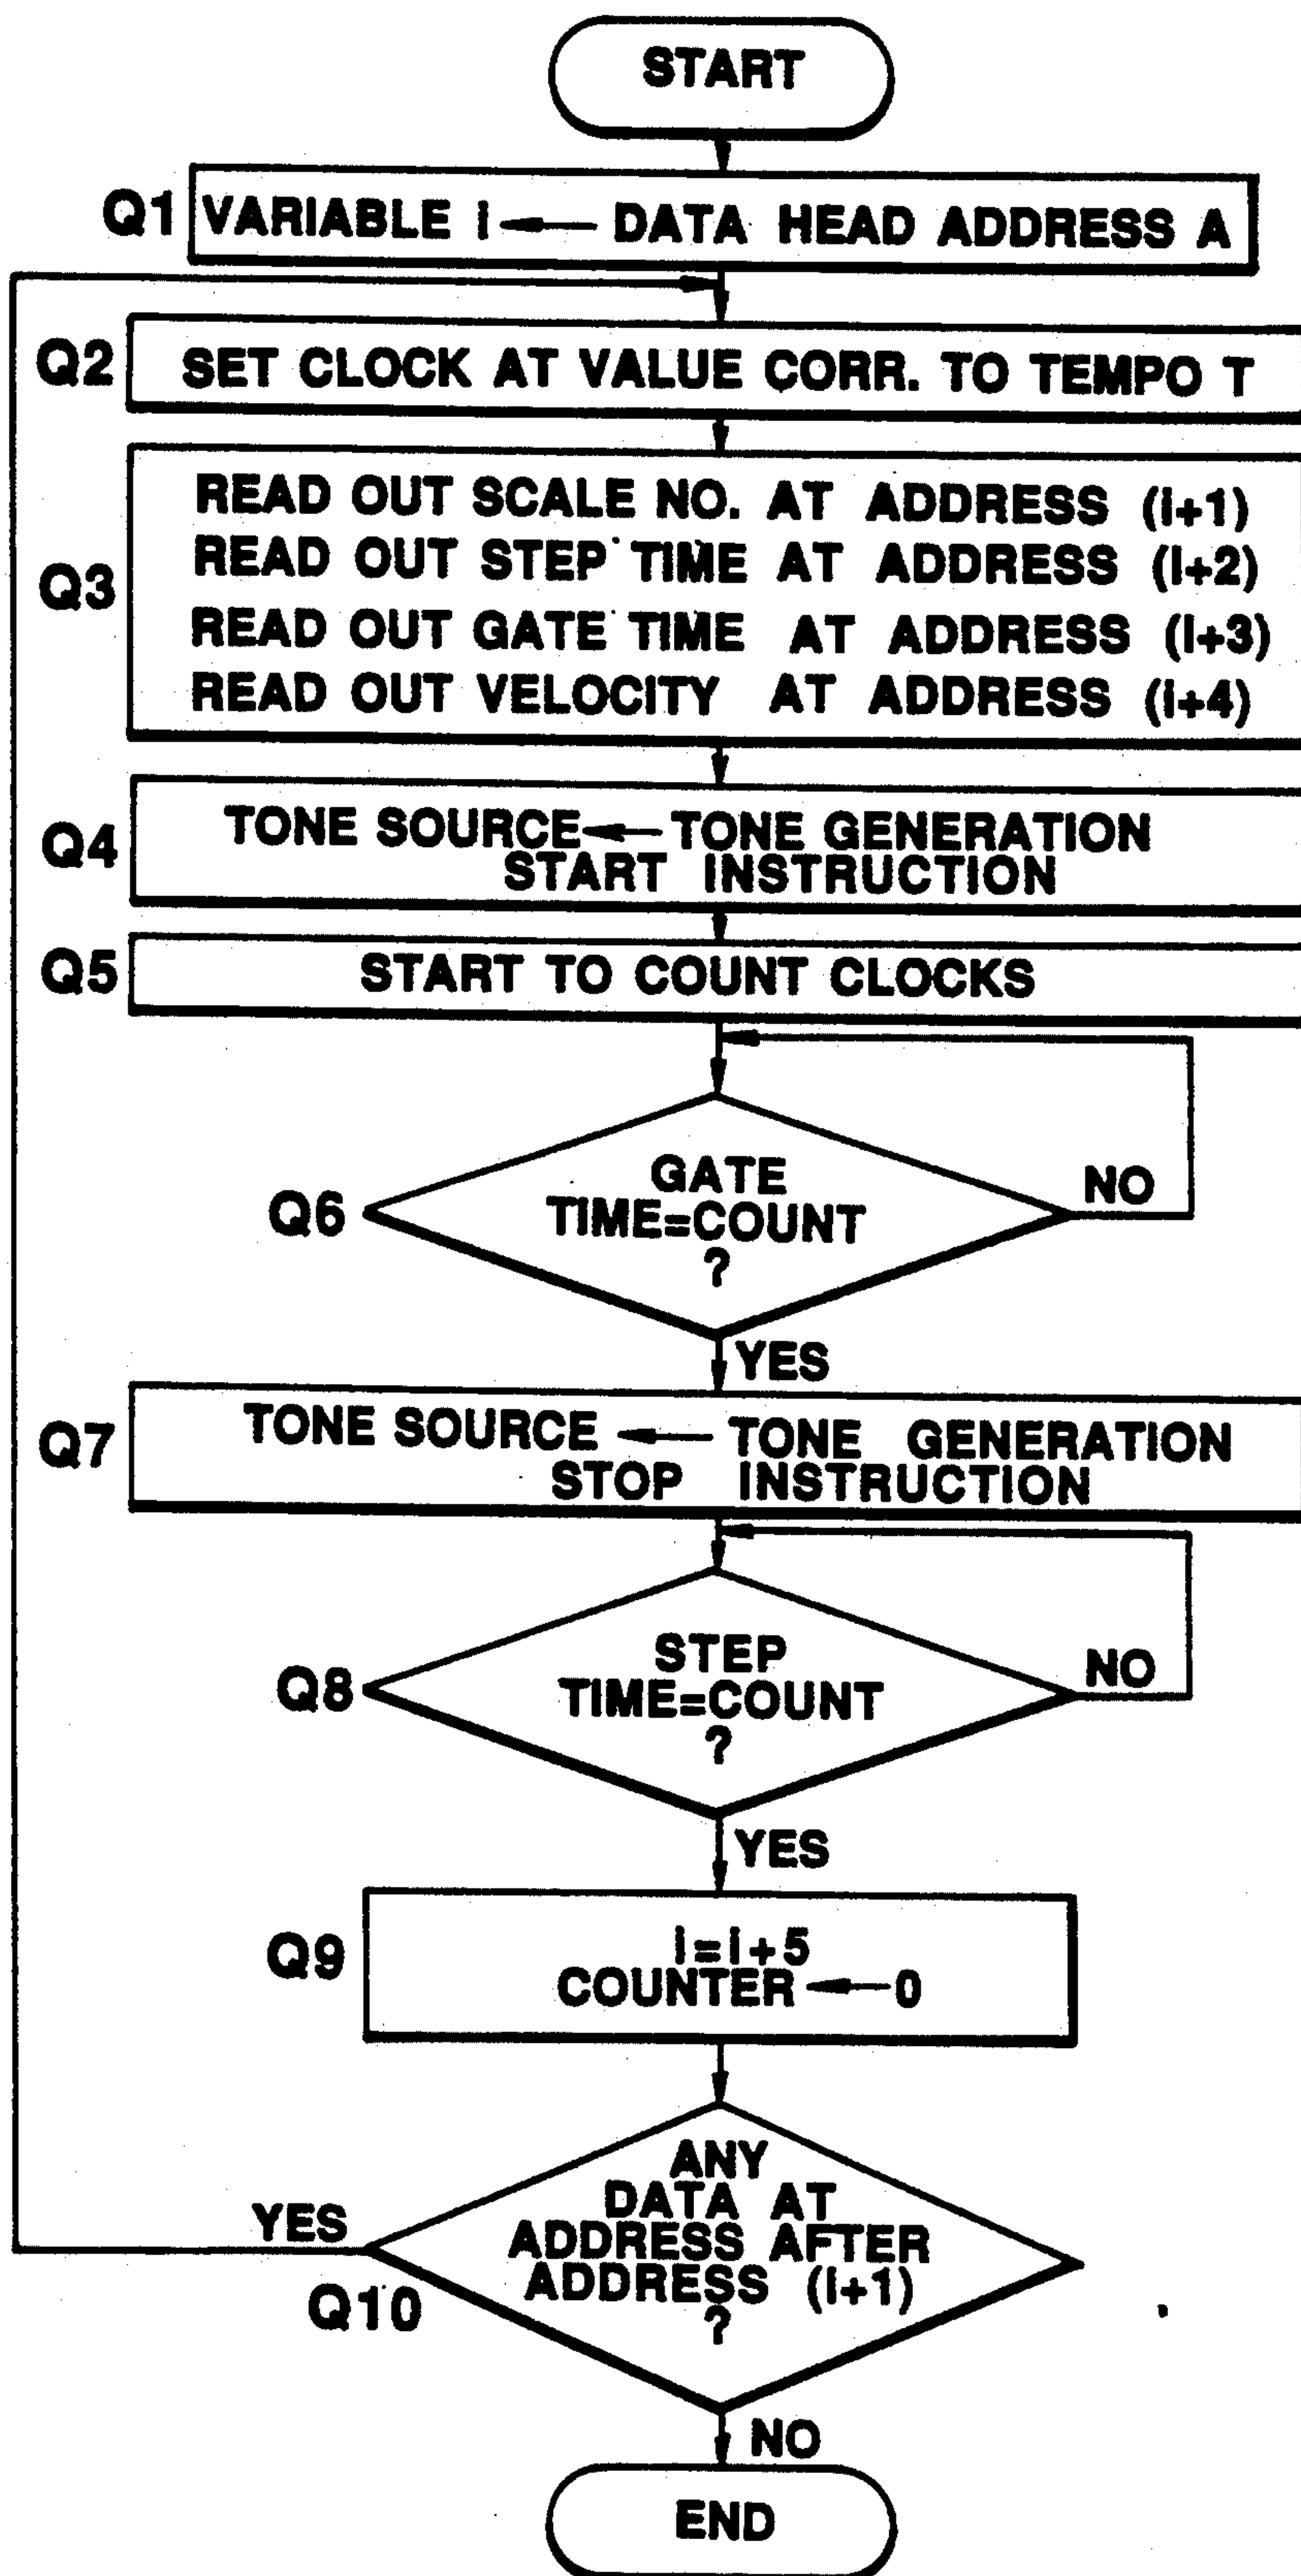 START
Q1 VARIABLE i ← DATA HEAD ADDRESS A
Q2 SET CLOCK AT VALUE CORR. TO TEMPO T
Q3
READ OUT SCALE NO. AT ADDRESS (i+1)
READ OUT STEP TIME AT ADDRESS (i+2)
READ OUT GATE TIME AT ADDRESS (i+3)
READ OUT VELOCITY AT ADDRESS (i+4)
Q4
TONE SOURCE ← TONE GENERATION
START INSTRUCTION
Q5 START TO COUNT CLOCKS
Q6
GATE
TIME=COUNT
?
NO
YES
Q7
TONE SOURCE ← TONE GENERATION
STOP INSTRUCTION
Q8
STEP
TIME=COUNT
?
NO
YES
Q9
i=i+5
COUNTER ← 0
Q10
ANY
DATA AT
ADDRESS AFTER
ADDRESS (i+1)
?
YES
NO
END